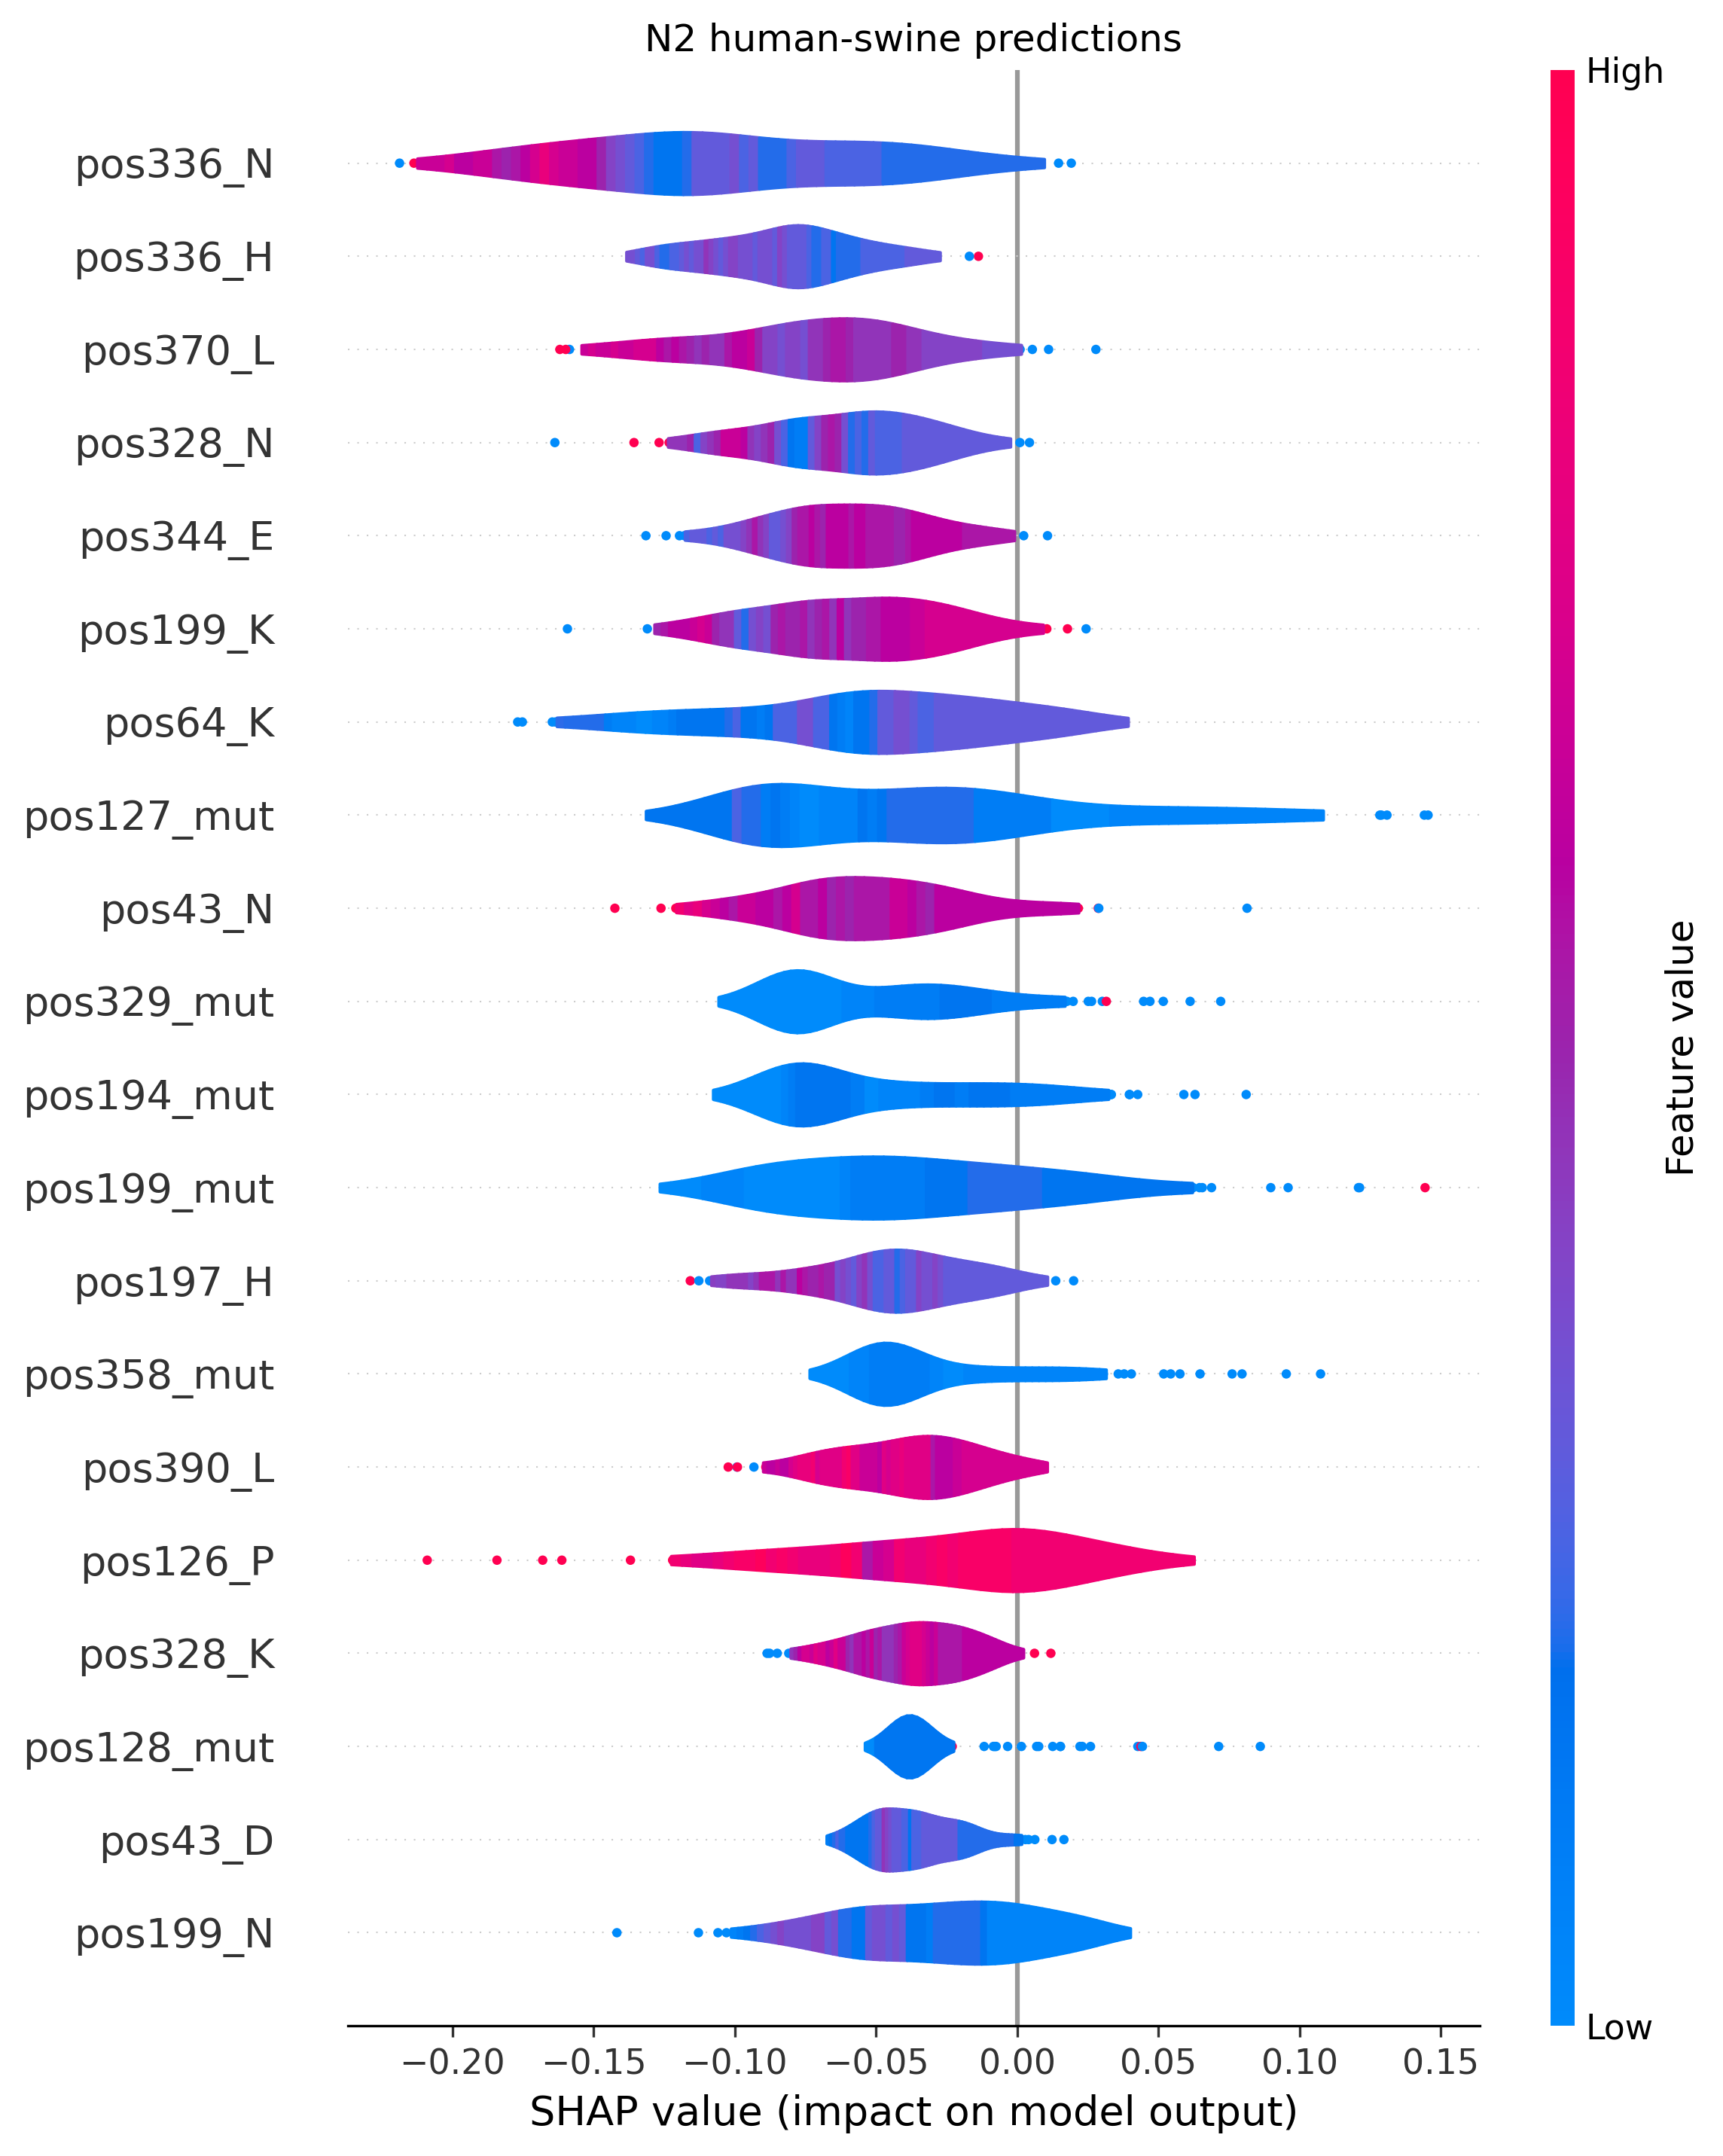 N2 human-swine predictions
High
pos336_N
pos336_H
pos370_L
pos328_N
pos344_E
pos199_K
pos64_K
pos127_mut
pos43_N
pos329_mut
pos194_mut
pos199_mut
pos197_H
pos358_mut
pos390_L
pos126_P
pos328_K
pos128_mut
pos43_D
pos199_N
Feature value
Low
−0.20 −0.15 −0.10 −0.05 0.00 0.05 0.10 0.15
SHAP value (impact on model output)